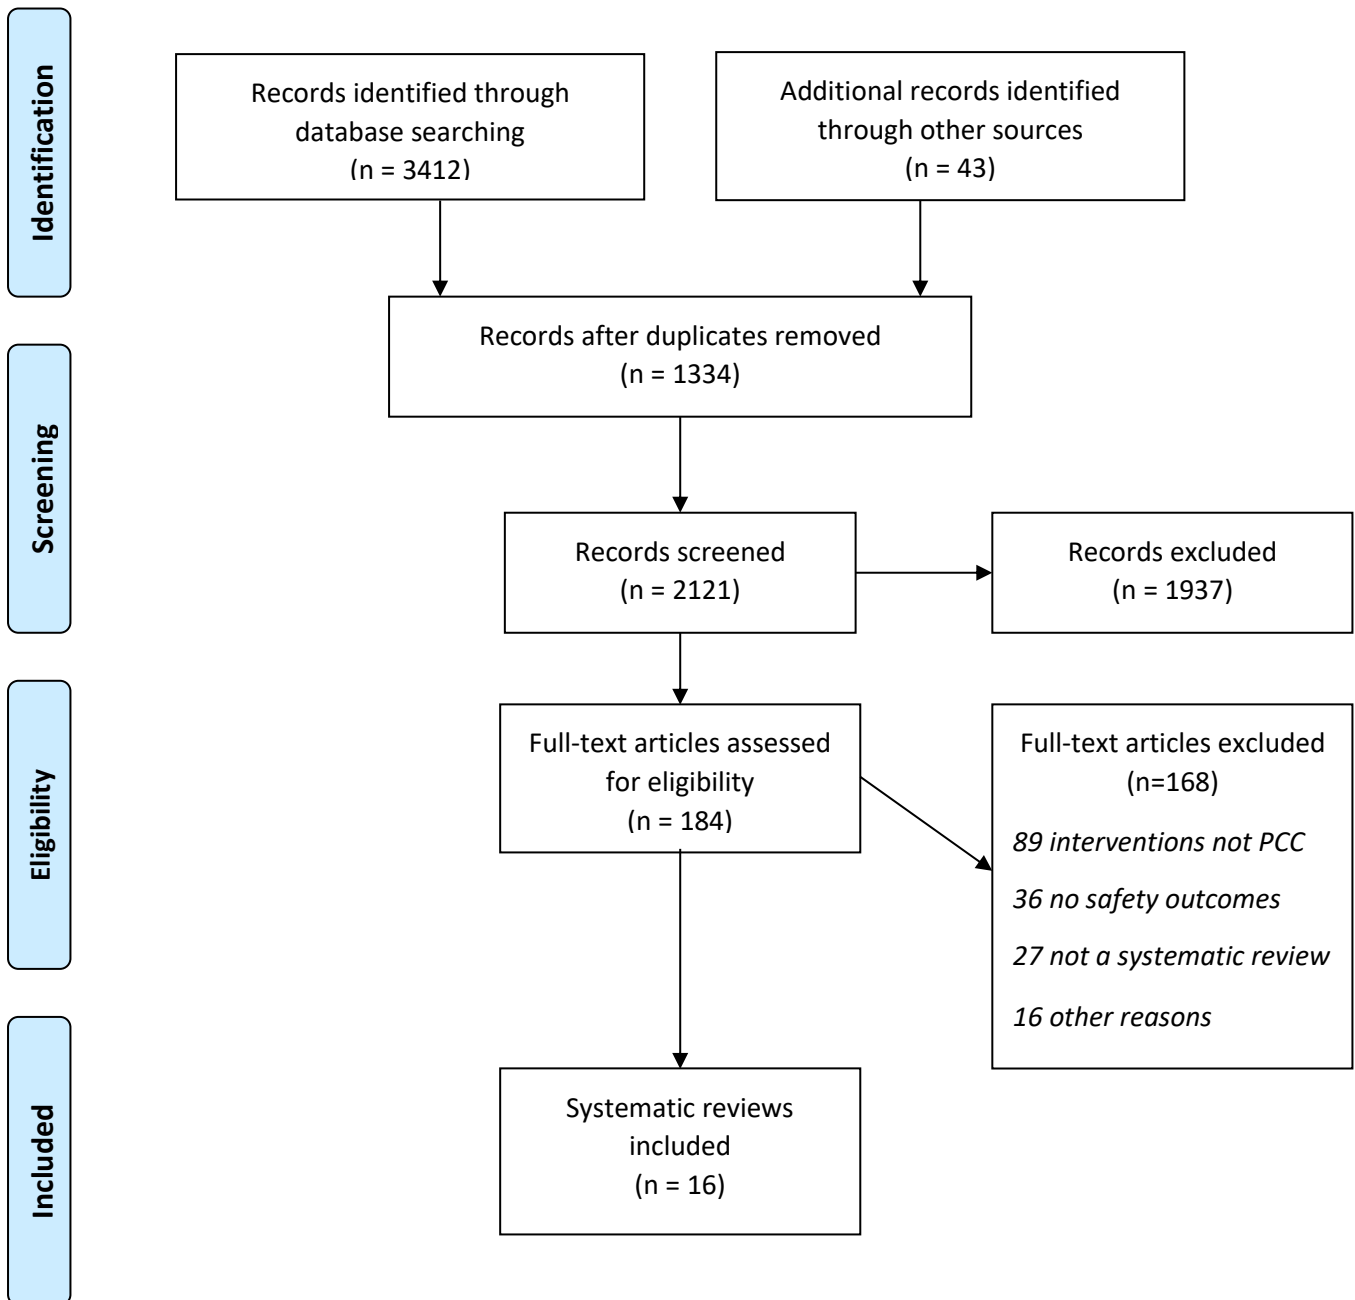 Identification
Records identified through
database searching
(n = 3412)
Additional records identified
through other sources
(n = 43)
Records after duplicates removed
(n = 1334)
Screening
Records screened
(n = 2121)
Records excluded
(n = 1937)
Eligibility
Full-text articles assessed
for eligibility
(n = 184)
Full-text articles excluded
(n=168)
89 interventions not PCC
36 no safety outcomes
27 not a systematic review
16 other reasons
Included
Systematic reviews
included
(n = 16)